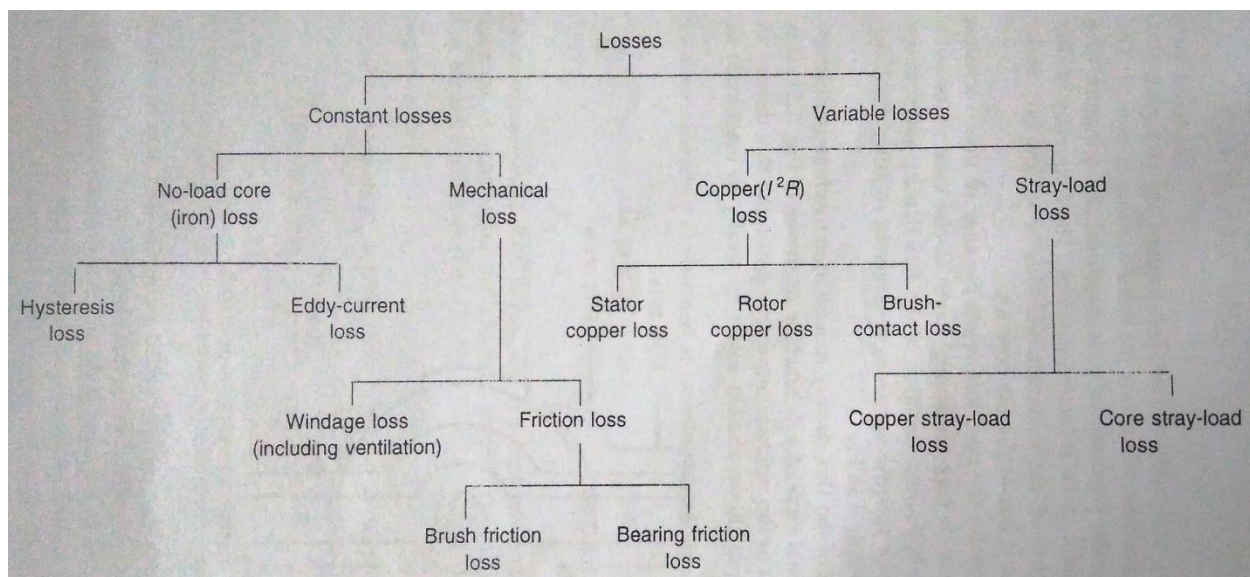 Losses
Constant losses
Variable losses
No-load core
(iron) loss
Mechanical
loss
Copper(I²R)
loss
Stray-load
loss
Hysteresis
loss
Eddy-current
loss
Stator
copper loss
Rotor
copper loss
Brush-
contact loss
Windage loss
(including ventilation)
Friction loss
Copper stray-load
loss
Core stray-load
loss
Brush friction
loss
Bearing friction
loss